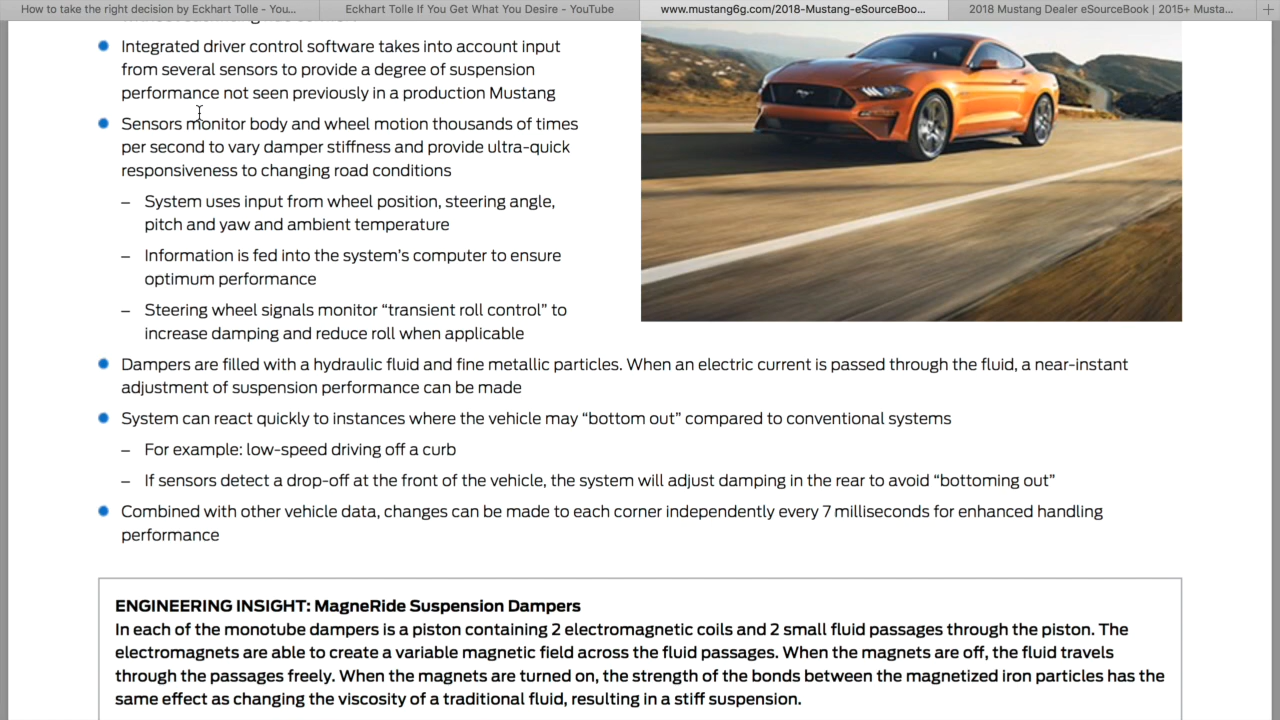 How to take the right decision by Eckhart Tolle - You...
Eckhart Tolle If You Get What You Desire - YouTube
www.mustang6g.com/2018-Mustang-eSourceBoo...
2018 Mustang Dealer eSourceBook | 2015+ Musta...
Integrated driver control software takes into account input
from several sensors to provide a degree of suspension
performance not seen previously in a production Mustang
Sensors monitor body and wheel motion thousands of times
per second to vary damper stiffness and provide ultra-quick
responsiveness to changing road conditions
– System uses input from wheel position, steering angle,
pitch and yaw and ambient temperature
– Information is fed into the system’s computer to ensure
optimum performance
– Steering wheel signals monitor “transient roll control” to
increase damping and reduce roll when applicable
Dampers are filled with a hydraulic fluid and fine metallic particles. When an electric current is passed through the fluid, a near-instant
adjustment of suspension performance can be made
System can react quickly to instances where the vehicle may “bottom out” compared to conventional systems
– For example: low-speed driving off a curb
– If sensors detect a drop-off at the front of the vehicle, the system will adjust damping in the rear to avoid “bottoming out”
Combined with other vehicle data, changes can be made to each corner independently every 7 milliseconds for enhanced handling
performance
ENGINEERING INSIGHT: MagneRide Suspension Dampers
In each of the monotube dampers is a piston containing 2 electromagnetic coils and 2 small fluid passages through the piston. The
electromagnets are able to create a variable magnetic field across the fluid passages. When the magnets are off, the fluid travels
through the passages freely. When the magnets are turned on, the strength of the bonds between the magnetized iron particles has the
same effect as changing the viscosity of a traditional fluid, resulting in a stiff suspension.